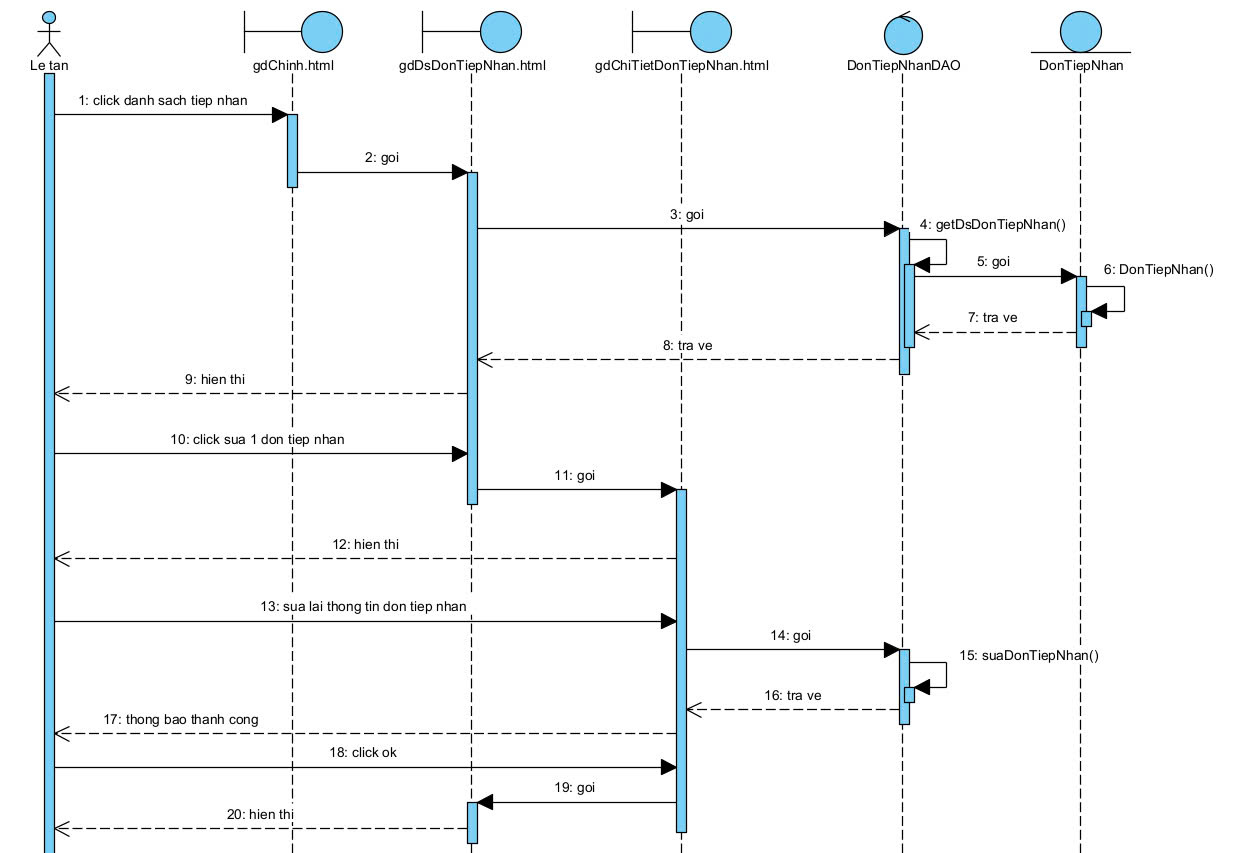 Le tan
gdChinh.html
gdDsDonTiepNhan.html
gdChiTietDonTiepNhan.html
DonTiepNhanDAO
DonTiepNhan
1: click danh sach tiep nhan
2: goi
3: goi
4: getDsDonTiepNhan()
5: goi
6: DonTiepNhan()
7: tra ve
8: tra ve
9: hien thi
10: click sua 1 don tiep nhan
11: goi
12: hien thi
13: sua lai thong tin don tiep nhan
14: goi
15: suaDonTiepNhan()
16: tra ve
17: thong bao thanh cong
18: click ok
19: goi
20: hien thi